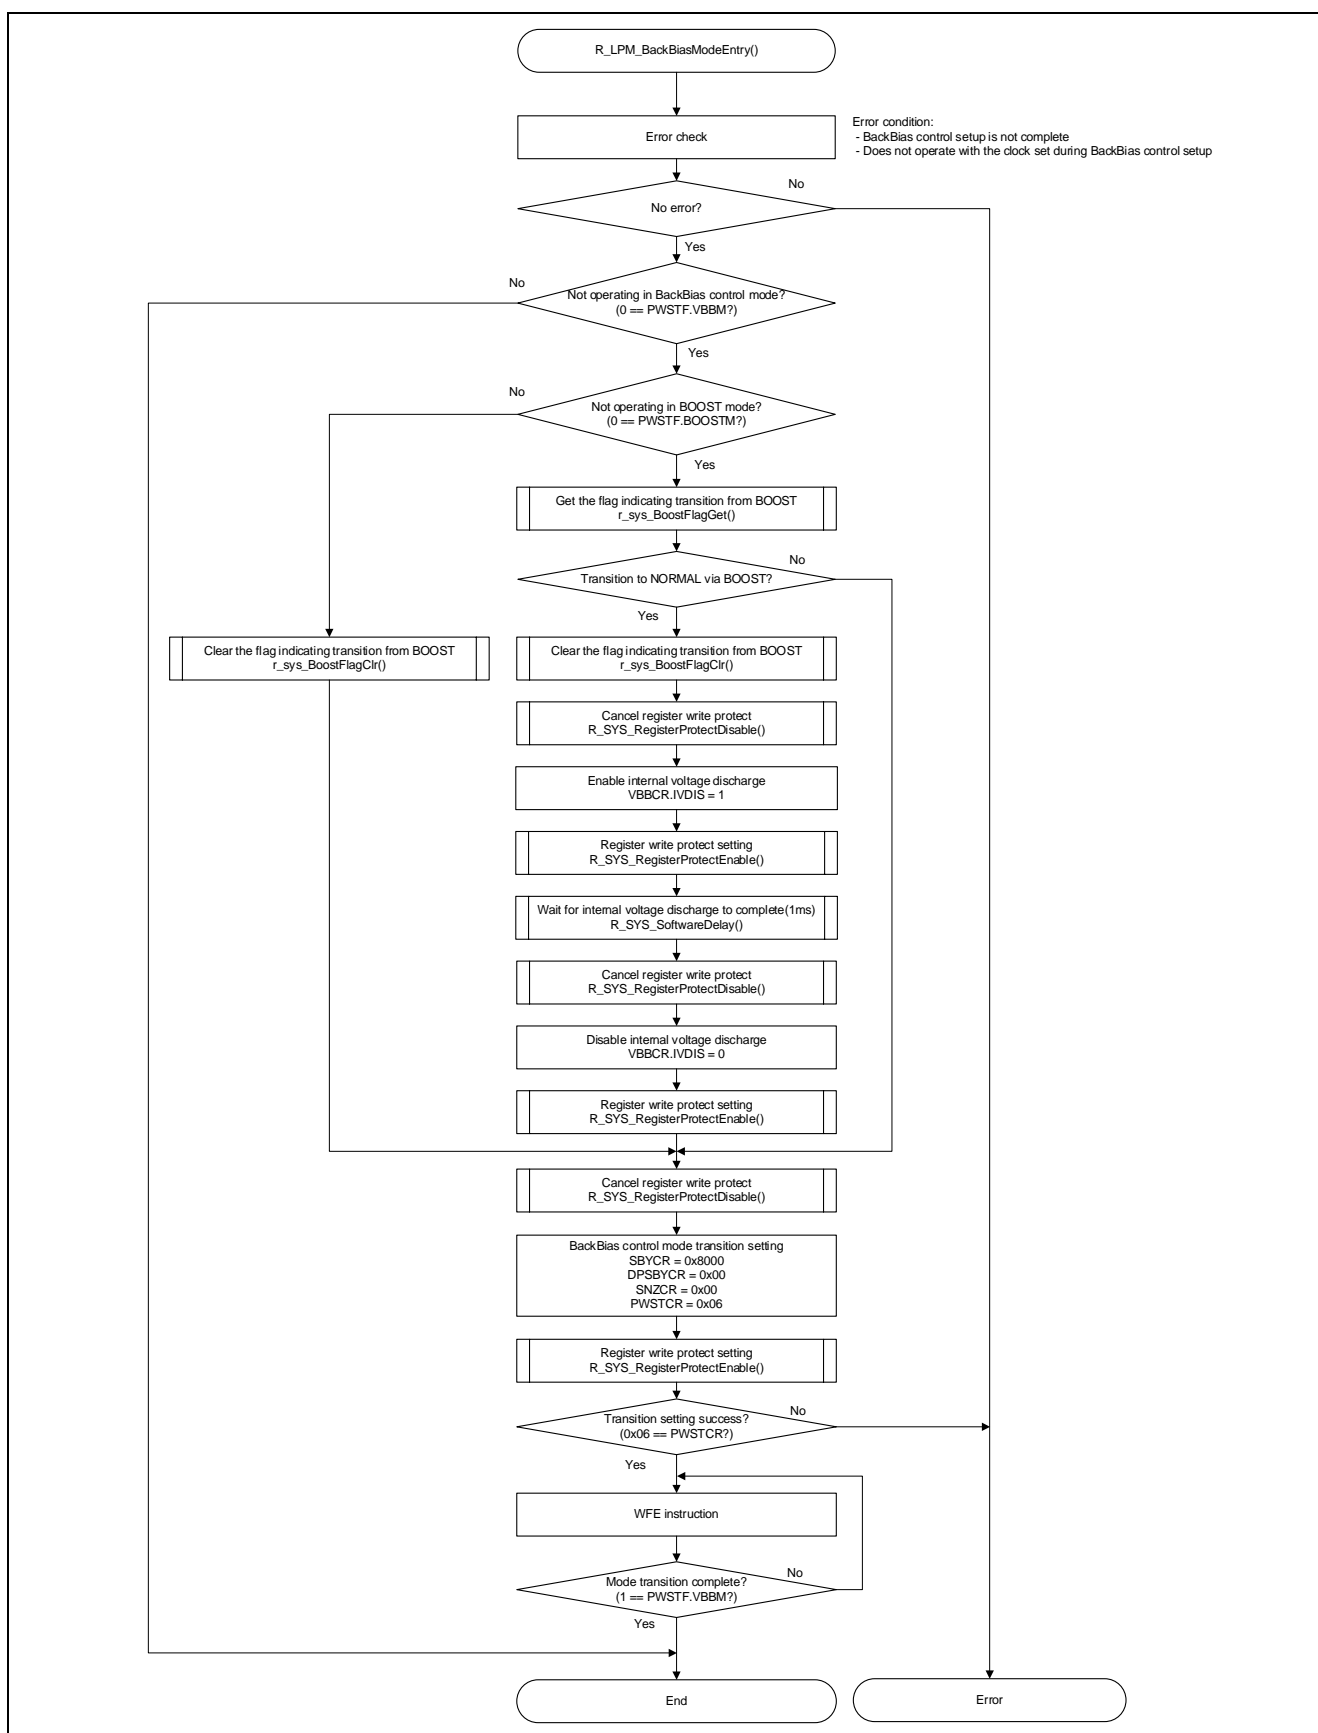 R_LPM_BackBiasModeEntry()
Error check
Error condition:
- BackBias control setup is not complete
- Does not operate with the clock set during BackBias control setup
No
No error?
Yes
No
Not operating in BackBias control mode?
(0 == PWSTF.VBBM?)
Yes
No
Not operating in BOOST mode?
(0 == PWSTF.BOOSTM?)
Yes
Get the flag indicating transition from BOOST
r_sys_BoostFlagGet()
No
Transition to NORMAL via BOOST?
Yes
Clear the flag indicating transition from BOOST
r_sys_BoostFlagClr()
Clear the flag indicating transition from BOOST
r_sys_BoostFlagClr()
Cancel register write protect
R_SYS_RegisterProtectDisable()
Enable internal voltage discharge
VBBCR.IVDIS = 1
Register write protect setting
R_SYS_RegisterProtectEnable()
Wait for internal voltage discharge to complete(1ms)
R_SYS_SoftwareDelay()
Cancel register write protect
R_SYS_RegisterProtectDisable()
Disable internal voltage discharge
VBBCR.IVDIS = 0
Register write protect setting
R_SYS_RegisterProtectEnable()
Cancel register write protect
R_SYS_RegisterProtectDisable()
BackBias control mode transition setting
SBYCR = 0x8000
DPSBYCR = 0x00
SNZCR = 0x00
PWSTCR = 0x06
Register write protect setting
R_SYS_RegisterProtectEnable()
Transition setting success?
(0x06 == PWSTCR?)
No
Yes
WFE instruction
No
Mode transition complete?
(1 == PWSTF.VBBM?)
Yes
End
Error